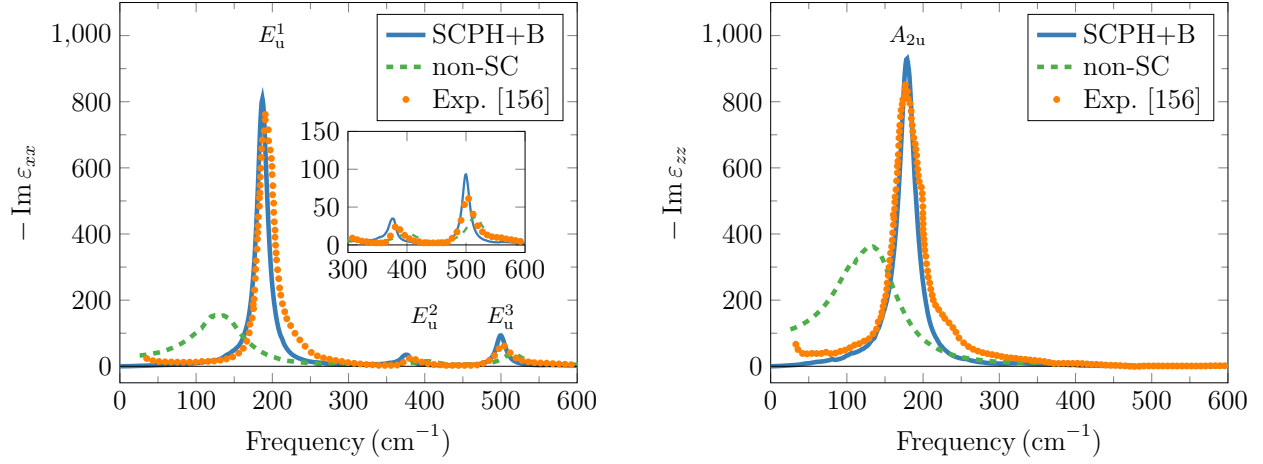 1,000
800
600
400
200
0
− Im ε_xx
E_u^1
SCPH+B
non-SC
Exp. [156]
150
100
50
0
300 400 500 600
E_u^2 E_u^3
0 100 200 300 400 500 600
Frequency (cm⁻¹)
1,000
800
600
400
200
0
− Im ε_zz
A_2u
SCPH+B
non-SC
Exp. [156]
0 100 200 300 400 500 600
Frequency (cm⁻¹)